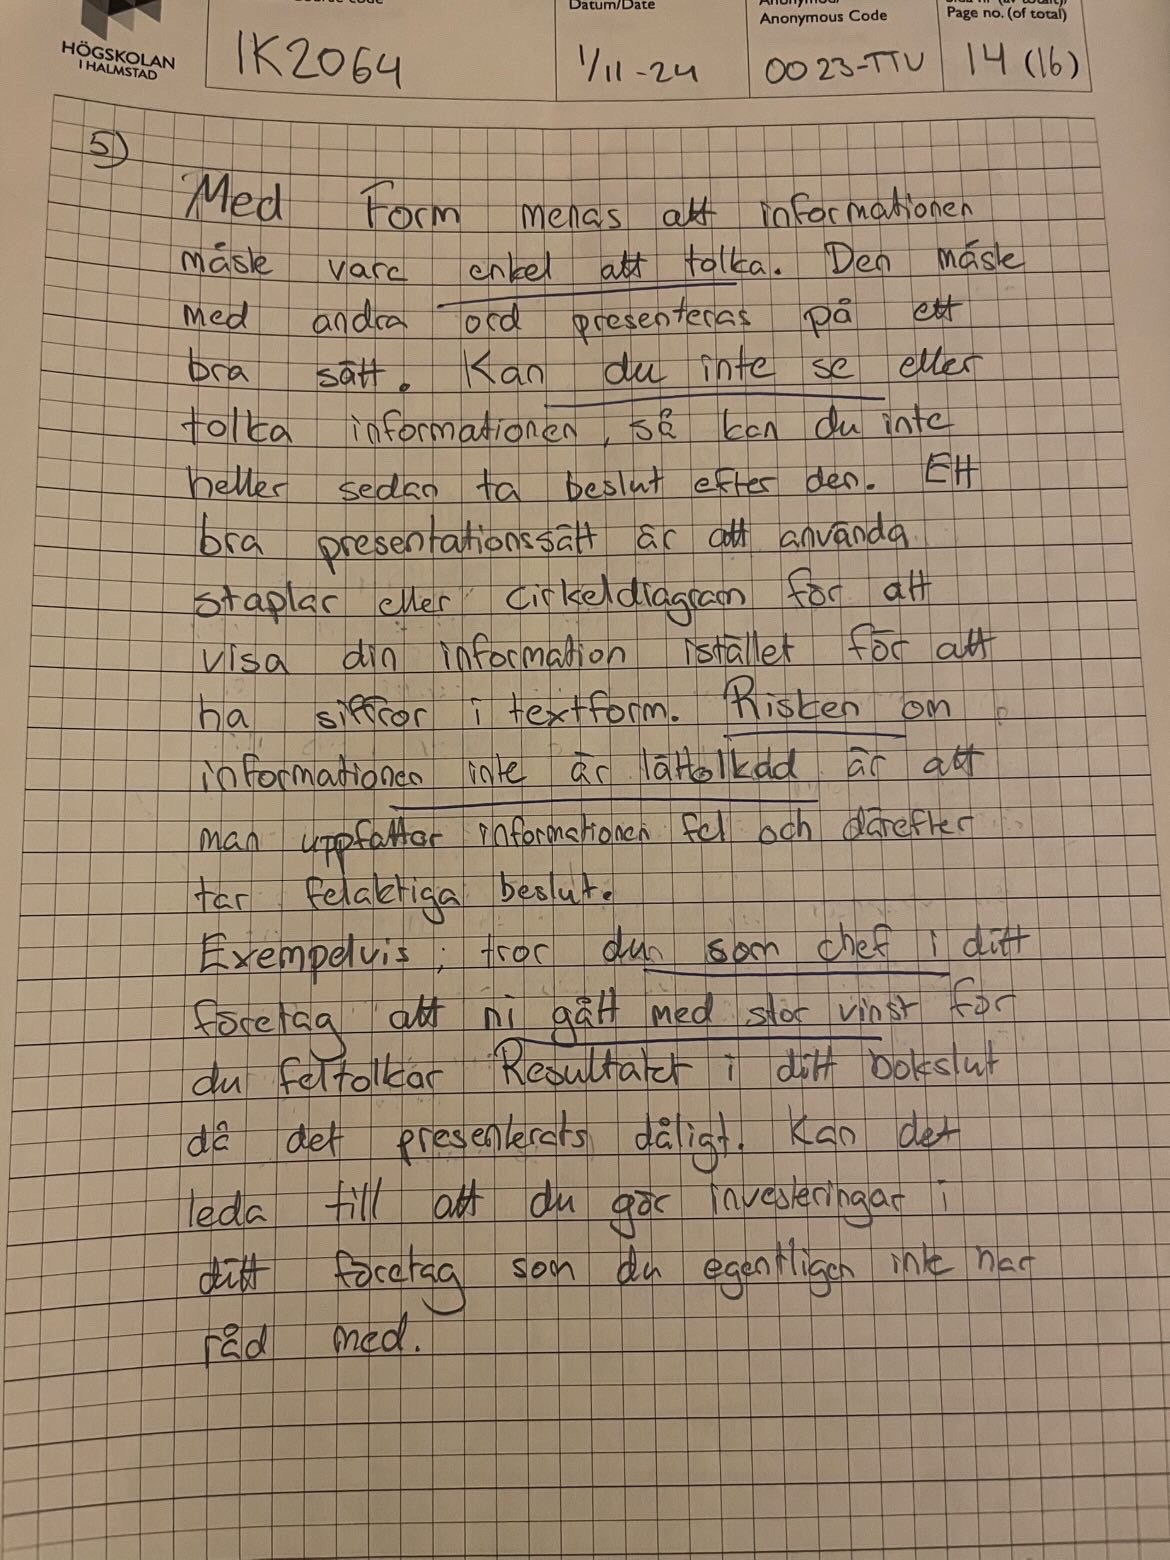 HÖGSKOLAN
I HALMSTAD
Datum/Date
Anonymous Code
Page no. (of total)
IK2064
1/11-24
0023-TTU
14 (16)
5)
Med Form menas att informationen
måste vara enkel att tolka. Den måste
med andra ord presenteras på ett
bra sätt. Kan du inte se eller
tolka informationen, så kan du inte
heller sedan ta beslut efter den. Ett
bra presentationssätt är att använda
staplar eller cirkeldiagram för att
visa din information istället för att
ha siffror i textform. Risken om
informationen inte är lättolkad är att
man uppfattar informationen fel och därefter
tar felaktiga beslut.
Exempelvis; tror du som chef i ditt
företag att ni gått med stor vinst för
du feltolkar Resultatet i ditt bokslut
då det presenterats dåligt. Kan det
leda till att du gör investeringar i
ditt företag som du egentligen inte har
råd med.